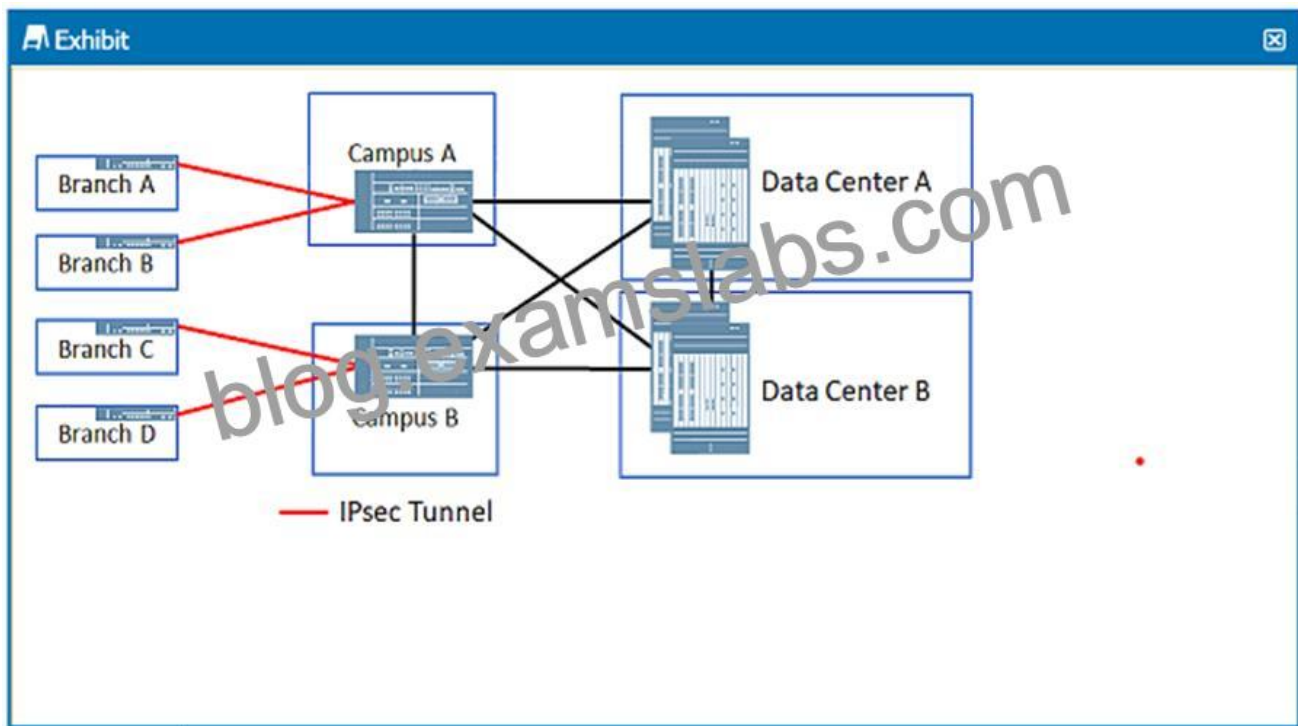 Exhibit
Campus A
Branch A
Data Center A
Branch B
Branch C
Data Center B
Branch D
Campus B
IPsec Tunnel
blog.examslabs.com